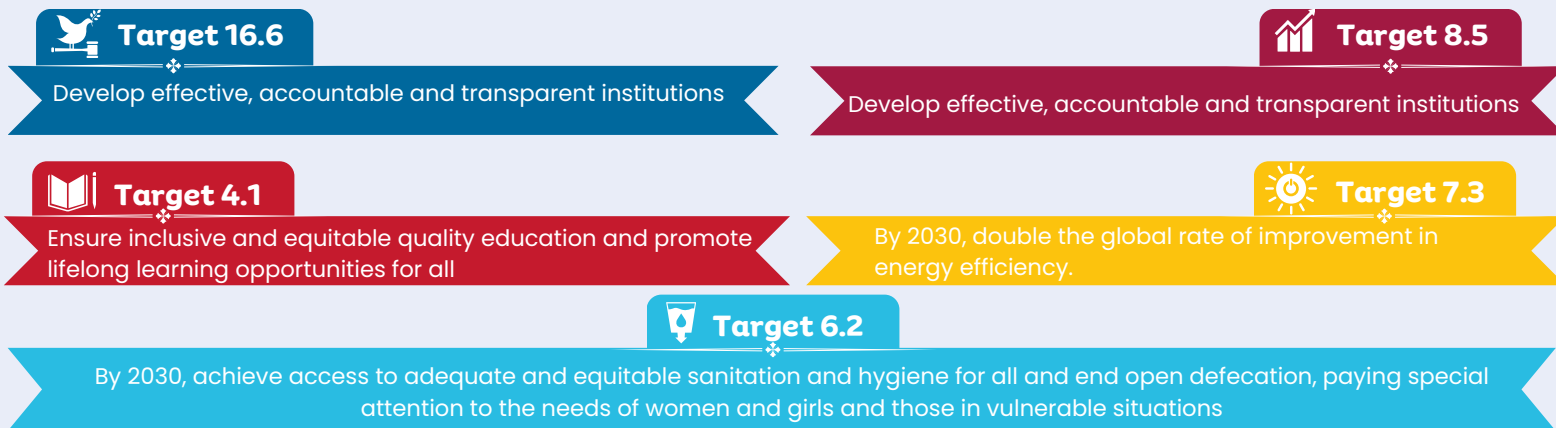 Target 16.6
Develop effective, accountable and transparent institutions
Target 8.5
Develop effective, accountable and transparent institutions
Target 4.1
Ensure inclusive and equitable quality education and promote
lifelong learning opportunities for all
Target 7.3
By 2030, double the global rate of improvement in
energy efficiency.
Target 6.2
By 2030, achieve access to adequate and equitable sanitation and hygiene for all and end open defecation, paying special
attention to the needs of women and girls and those in vulnerable situations